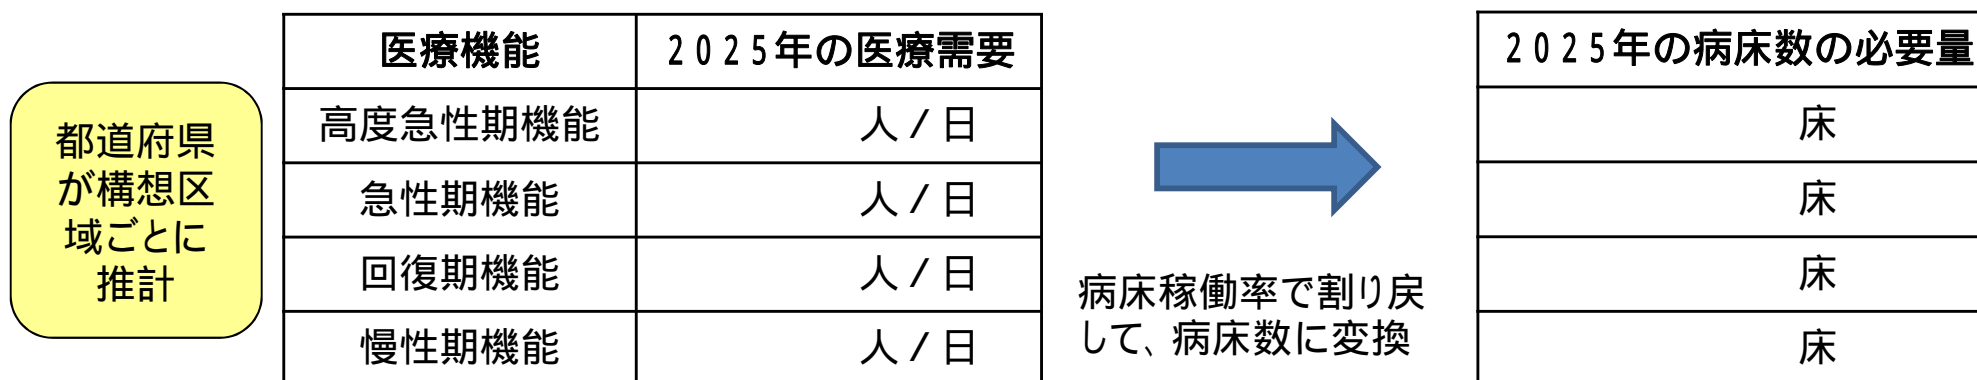 都道府県
が構想区
域ごとに
推計
医療機能 2025年の医療需要
高度急性期機能 人/日
急性期機能 人/日
回復期機能 人/日
慢性期機能 人/日
病床稼働率で割り戻
して、病床数に変換
2025年の病床数の必要量
床
床
床
床